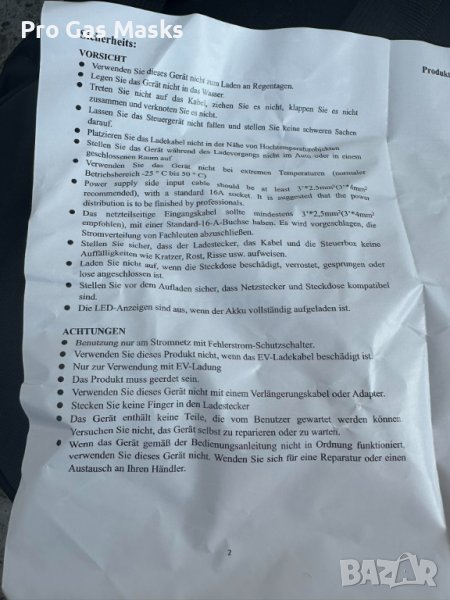 Pro Gas Masks
Sicherheits:
Produkt
VORSICHT
● Verwenden Sie dieses Gerät nicht zum Laden an Regentagen.
● Legen Sie das Gerät nicht in das Wasser.
● Treten Sie nicht auf das Kabel, ziehen Sie es nicht, klappen Sie es nicht
zusammen und verknoten Sie es nicht.
● Lassen Sie das Steuergerät nicht fallen und stellen Sie keine schweren Sachen
darauf.
● Platzieren Sie das Ladekabel nicht in der Nähe von Hochtemperaturobjekten
● Stellen Sie das Gerät während des Ladevorgangs nicht im Auto oder in einem
geschlossenen Raum auf
● Verwenden Sie das Gerät nicht bei extremen Temperaturen (normaler
Betriebsbereich -25 ° C bis 50 ° C)
● Power supply side input cable should be at least 3*2.5mm²(3*4mm²
recommended), with a standard 16A socket. It is suggested that the power
distribution is to be finished by professionals.
● Das netzteilseitige Eingangskabel sollte mindestens 3*2,5mm²(3*4mm²
empfohlen), mit einer Standard-16-A-Buchse haben. Es wird vorgeschlagen, die
Stromverteilung von Fachleuten abzuschließen.
● Stellen Sie sicher, dass der Ladestecker, das Kabel und die Steuerbox keine
Auffälligkeiten wie Kratzer, Rost, Risse usw. aufweisen.
● Laden Sie nicht auf, wenn die Steckdose beschädigt, verrostet, gesprungen oder
lose angeschlossen ist.
● Stellen Sie vor dem Aufladen sicher, dass Netzstecker und Steckdose kompatibel
sind.
● Die LED-Anzeigen sind aus, wenn der Akku vollständig aufgeladen ist.
ACHTUNGEN
● Benutzung nur am Stromnetz mit Fehlerstrom-Schutzschalter.
● Verwenden Sie dieses Produkt nicht, wenn das EV-Ladekabel beschädigt ist.
● Nur zur Verwendung mit EV-Ladung
● Das Produkt muss geerdet sein.
● Verwenden Sie dieses Gerät nicht mit einem Verlängerungskabel oder Adapter.
● Stecken Sie keine Finger in den Ladestecker
● Das Gerät enthält keine Teile, die vom Benutzer gewartet werden können.
Versuchen Sie nicht, das Gerät selbst zu reparieren oder zu warten.
● Wenn das Gerät gemäß der Bedienungsanleitung nicht in Ordnung funktioniert,
verwenden Sie dieses Gerät nicht. Wenden Sie sich für eine Reparatur oder einen
Austausch an Ihren Händler.
2
BAZAR